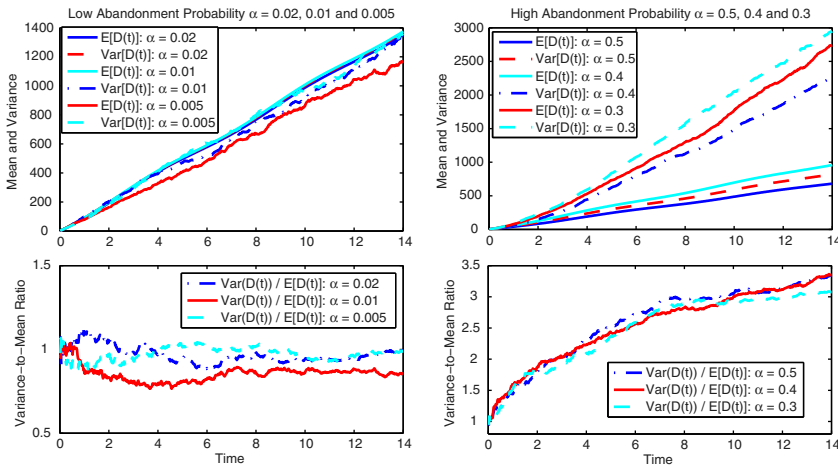 Low Abandonment Probability α = 0.02, 0.01 and 0.005
1400
1200
1000
800
600
400
200
0
Mean and Variance
E[D(t)]: α = 0.02
Var[D(t)]: α = 0.02
E[D(t)]: α = 0.01
Var[D(t)]: α = 0.01
E[D(t)]: α = 0.005
Var[D(t)]: α = 0.005
0 2 4 6 8 10 12 14
High Abandonment Probability α = 0.5, 0.4 and 0.3
3000
2500
2000
1500
1000
500
0
Mean and Variance
E[D(t)]: α = 0.5
Var[D(t)]: α = 0.5
E[D(t)]: α = 0.4
Var[D(t)]: α = 0.4
E[D(t)]: α = 0.3
Var[D(t)]: α = 0.3
0 2 4 6 8 10 12 14
1.5
1
0.5
Variance−to−Mean Ratio
Var(D(t)) / E[D(t)]: α = 0.02
Var(D(t)) / E[D(t)]: α = 0.01
Var(D(t)) / E[D(t)]: α = 0.005
0 2 4 6 8 10 12 14
Time
3.5
3
2.5
2
1.5
1
Variance−to−Mean Ratio
Var(D(t)) / E[D(t)]: α = 0.5
Var(D(t)) / E[D(t)]: α = 0.4
Var(D(t)) / E[D(t)]: α = 0.3
0 2 4 6 8 10 12 14
Time